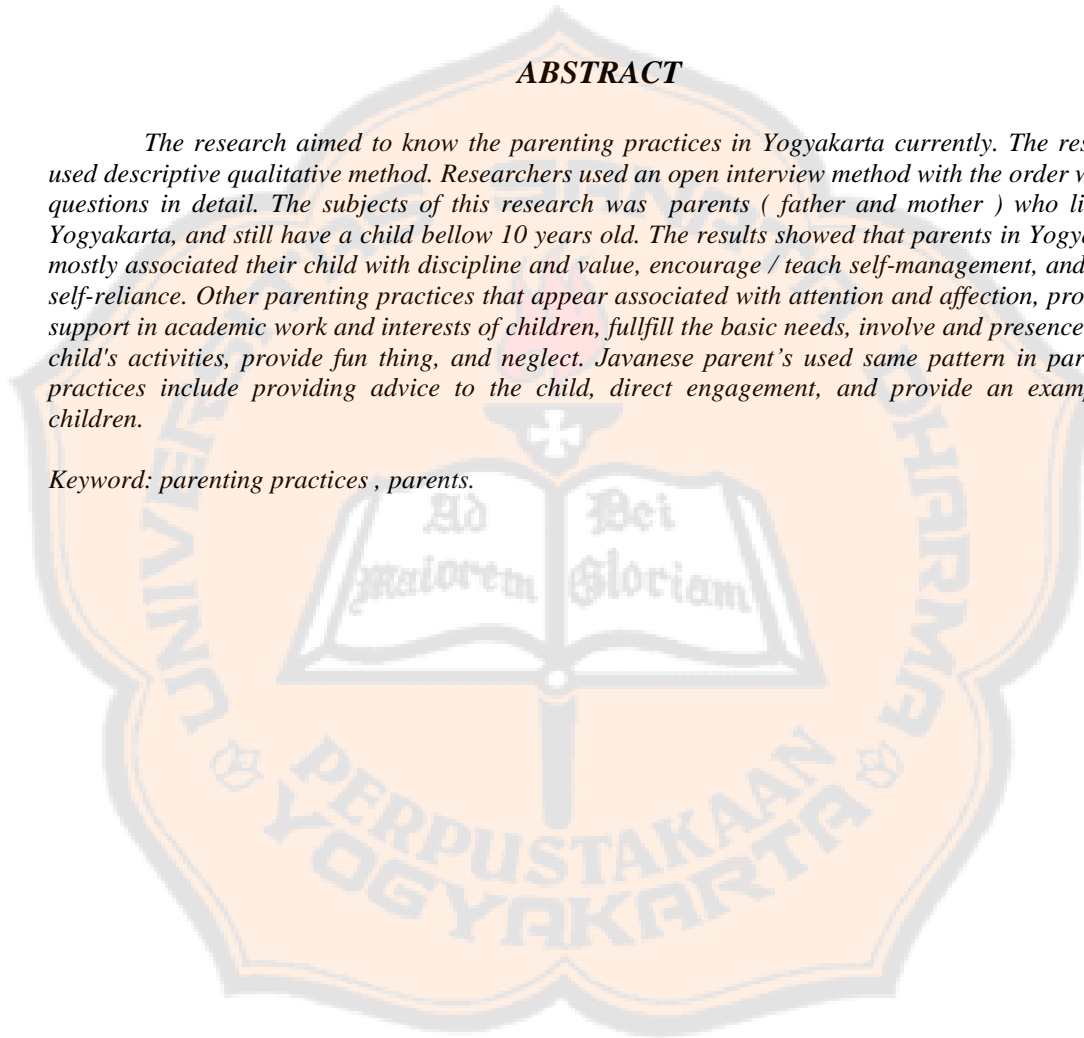 ABSTRACT
The research aimed to know the parenting practices in Yogyakarta currently. The
used descriptive qualitative method. Researchers used an open interview method with the order
questions in detail. The subjects of this research was parents ( father and mother ) who
Yogyakarta, and still have a child bellow 10 years old. The results showed that parents in
mostly associated their child with discipline and value, encourage / teach self-management, and
self-reliance. Other parenting practices that appear associated with attention and affection,
support in academic work and interests of children, fullfill the basic needs, involve and presence
child's activities, provide fun thing, and neglect. Javanese parent’s used same pattern in
practices include providing advice to the child, direct engagement, and provide an
children.
Keyword: parenting practices , parents.
UNIVERSITAS SANATA DHARMA
Ad Dei
Maiorem Gloriam
PERPUSTAKAAN
YOGYAKARTA